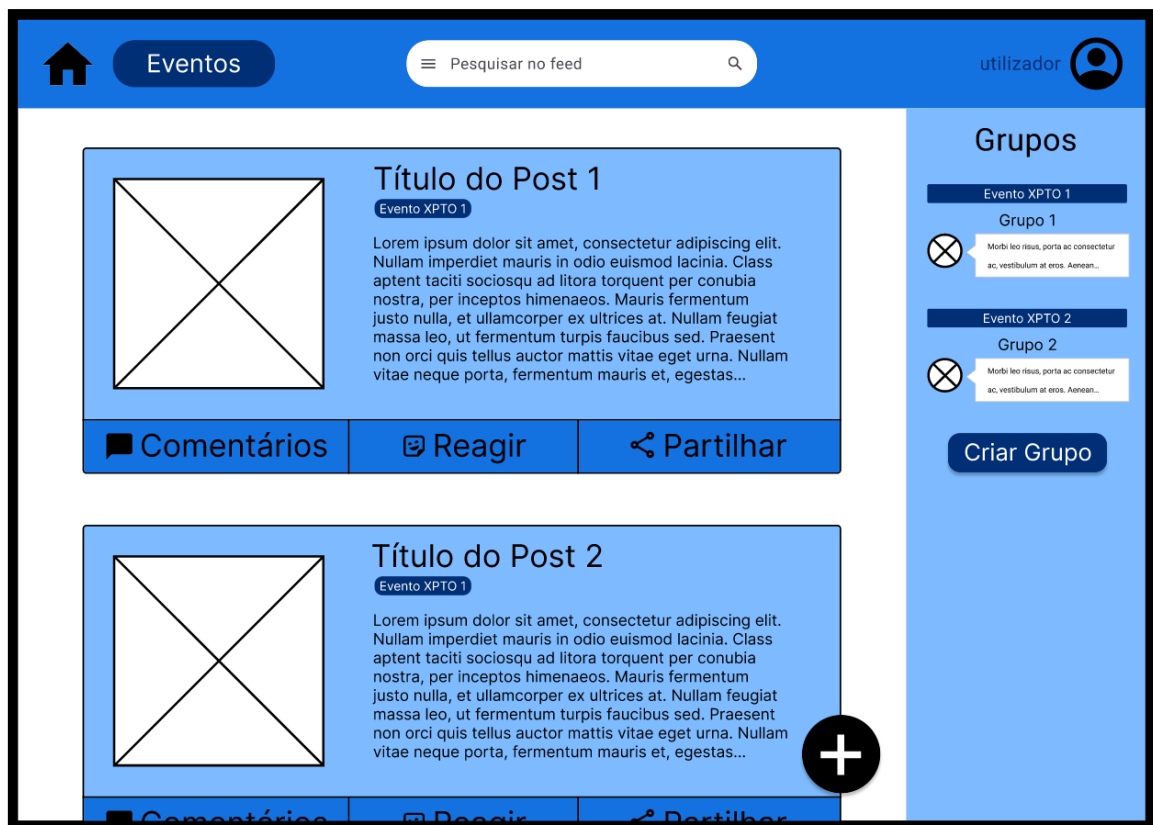 Eventos
Pesquisar no feed
utilizador
Título do Post 1
Evento XPTO 1
Lorem ipsum dolor sit amet, consectetur adipiscing elit.
Nullam imperdiet mauris in odio euismod lacinia. Class
aptent taciti sociosqu ad litora torquent per conubia
nostra, per inceptos himenaeos. Mauris fermentum
justo nulla, et ullamcorper ex ultrices at. Nullam feugiat
massa leo, ut fermentum turpis faucibus sed. Praesent
non orci quis tellus auctor mattis vitae eget urna. Nullam
vitae neque porta, fermentum mauris et, egestas...
Comentários
Reagir
Partilhar
Título do Post 2
Evento XPTO 1
Lorem ipsum dolor sit amet, consectetur adipiscing elit.
Nullam imperdiet mauris in odio euismod lacinia. Class
aptent taciti sociosqu ad litora torquent per conubia
nostra, per inceptos himenaeos. Mauris fermentum
justo nulla, et ullamcorper ex ultrices at. Nullam feugiat
massa leo, ut fermentum turpis faucibus sed. Praesent
non orci quis tellus auctor mattis vitae eget urna. Nullam
vitae neque porta, fermentum mauris et, egestas...
Comentários
Reagir
Partilhar
Grupos
Evento XPTO 1
Grupo 1
Morbi leo risus, porta ac consectetur
ac, vestibulum at eros. Aenean...
Evento XPTO 2
Grupo 2
Morbi leo risus, porta ac consectetur
ac, vestibulum at eros. Aenean...
Criar Grupo